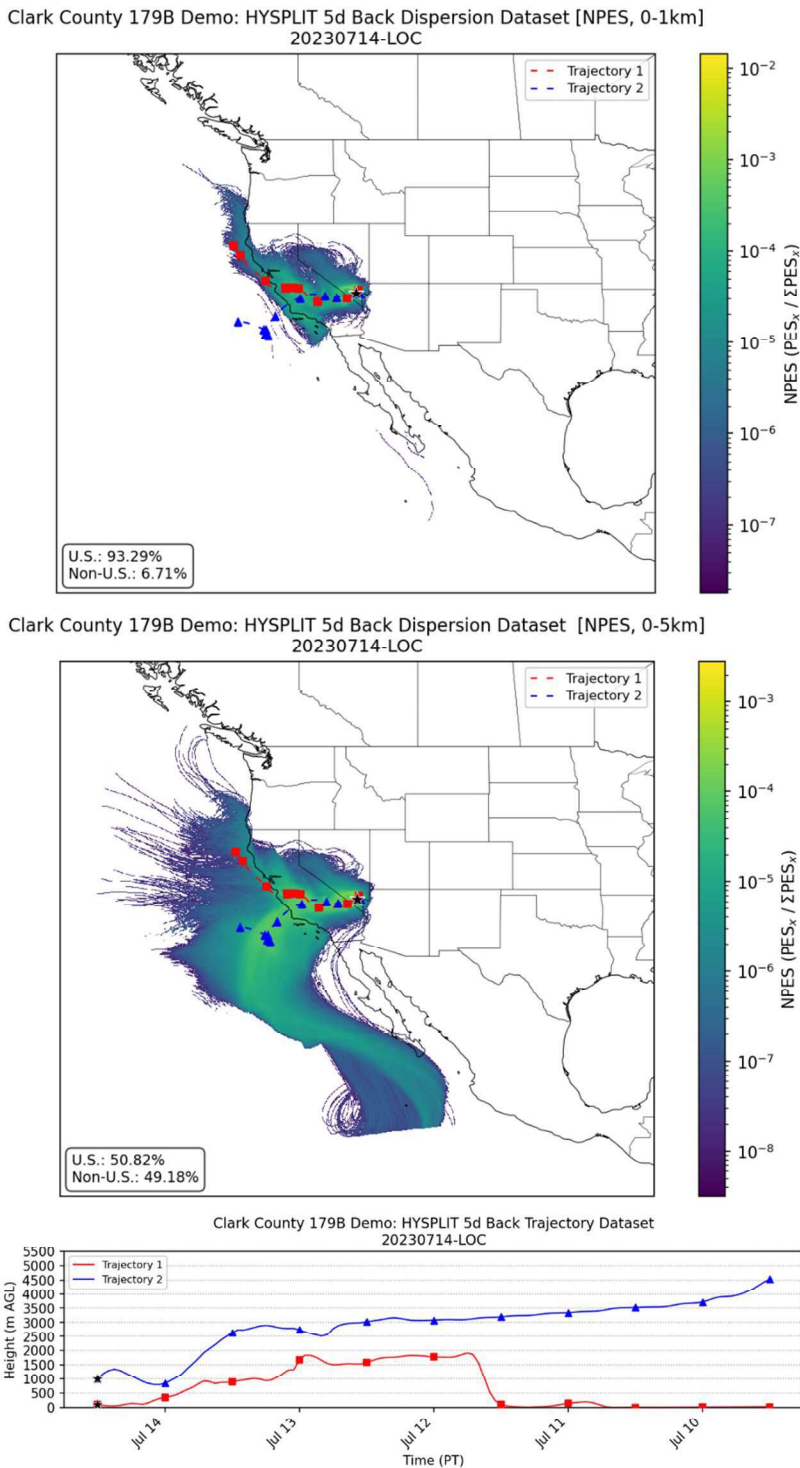 Clark County 179B Demo: HYSPLIT 5d Back Dispersion Dataset [NPES, 0-1km]
20230714-LOC
Trajectory 1
Trajectory 2
10⁻²
10⁻³
10⁻⁴
10⁻⁵
10⁻⁶
10⁻⁷
NPES (PESₓ / ΣPESₓ)
U.S.: 93.29%
Non-U.S.: 6.71%
Clark County 179B Demo: HYSPLIT 5d Back Dispersion Dataset [NPES, 0-5km]
20230714-LOC
Trajectory 1
Trajectory 2
10⁻³
10⁻⁴
10⁻⁵
10⁻⁶
10⁻⁷
10⁻⁸
NPES (PESₓ / ΣPESₓ)
U.S.: 50.82%
Non-U.S.: 49.18%
Clark County 179B Demo: HYSPLIT 5d Back Trajectory Dataset
20230714-LOC
Trajectory 1
Trajectory 2
5500
5000
4500
4000
3500
3000
2500
2000
1500
1000
500
0
Height (m AGL)
Jul 14
Jul 13
Jul 12
Jul 11
Jul 10
Time (PT)